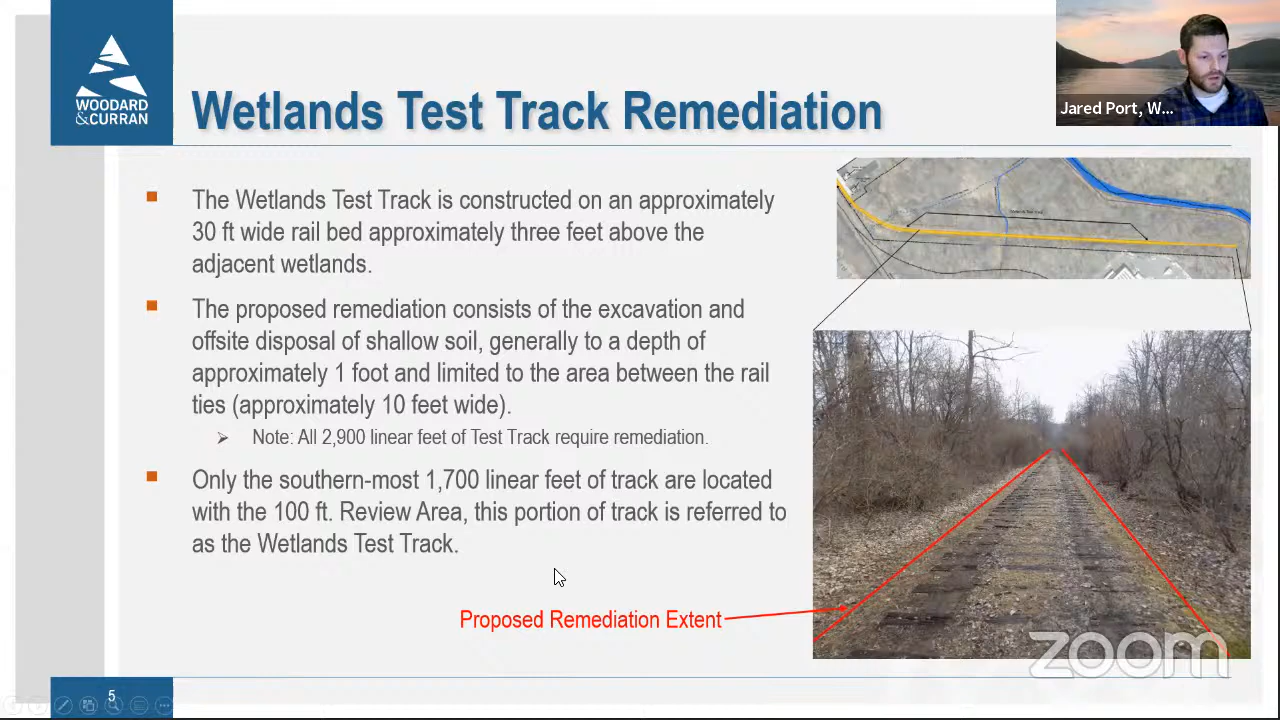 WOODARD
&CURRAN
Wetlands Test Track Remediation
Jared Port, W...
The Wetlands Test Track is constructed on an approximately
30 ft wide rail bed approximately three feet above the
adjacent wetlands.
The proposed remediation consists of the excavation and
offsite disposal of shallow soil, generally to a depth of
approximately 1 foot and limited to the area between the rail
ties (approximately 10 feet wide).
Note: All 2,900 linear feet of Test Track require remediation.
Only the southern-most 1,700 linear feet of track are located
with the 100 ft. Review Area, this portion of track is referred to
as the Wetlands Test Track.
Proposed Remediation Extent
zoom
5